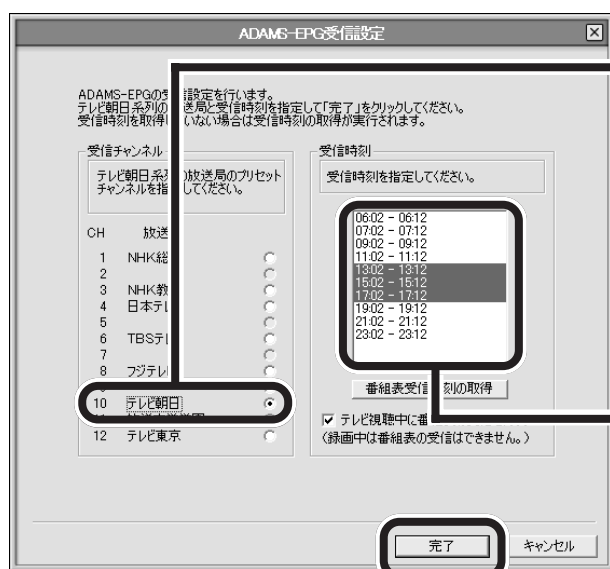 ADAMS-EPG受信設定
ADAMS-EPGの受 設定を行います。
テレビ朝日系列の 送局と受信時刻を指定して「完了」をクリックしてください。
受信時刻を取得し いない場合は受信時刻の取得が実行されます。
受信チャンネル
テレビ朝日系 放送局のプリセット
チャンネルを指 してください。
CH 放送
1 NHK総
2
3 NHK教
4 日本テレ
5
6 TBSテレ
7
8 フジテレ
10 テレビ朝日
12 テレビ東京
受信時刻
受信時刻を指定してください。
06:02 - 06:12
07:02 - 07:12
09:02 - 09:12
11:02 - 11:12
13:02 - 13:12
15:02 - 15:12
17:02 - 17:12
19:02 - 19:12
21:02 - 21:12
23:02 - 23:12
番組表受信 刻の取得
テレビ視聴中に番
(録画中は番組表の受信はできません。)
完了
キャンセル